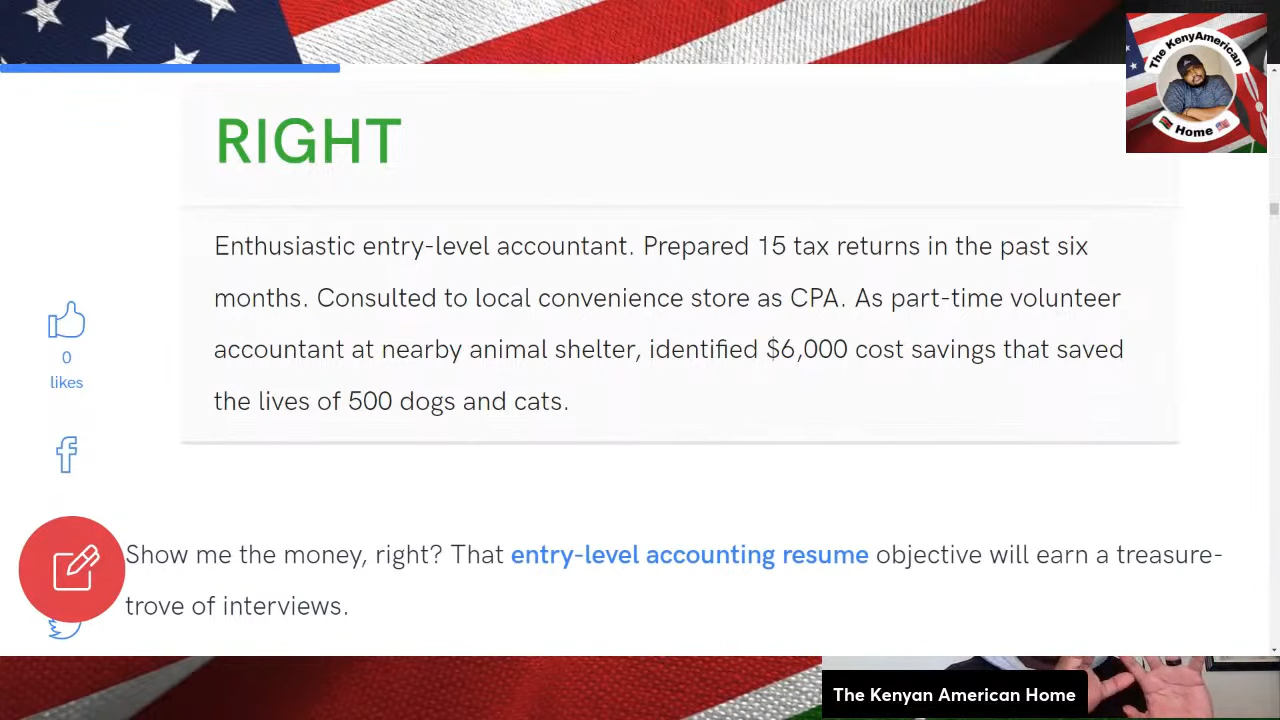 The KenyAmerican
Home
RIGHT
Enthusiastic entry-level accountant. Prepared 15 tax returns in the past six
months. Consulted to local convenience store as CPA. As part-time volunteer
accountant at nearby animal shelter, identified $6,000 cost savings that saved
the lives of 500 dogs and cats.
0
likes
Show me the money, right? That entry-level accounting resume objective will earn a treasure-
trove of interviews.
The Kenyan American Home